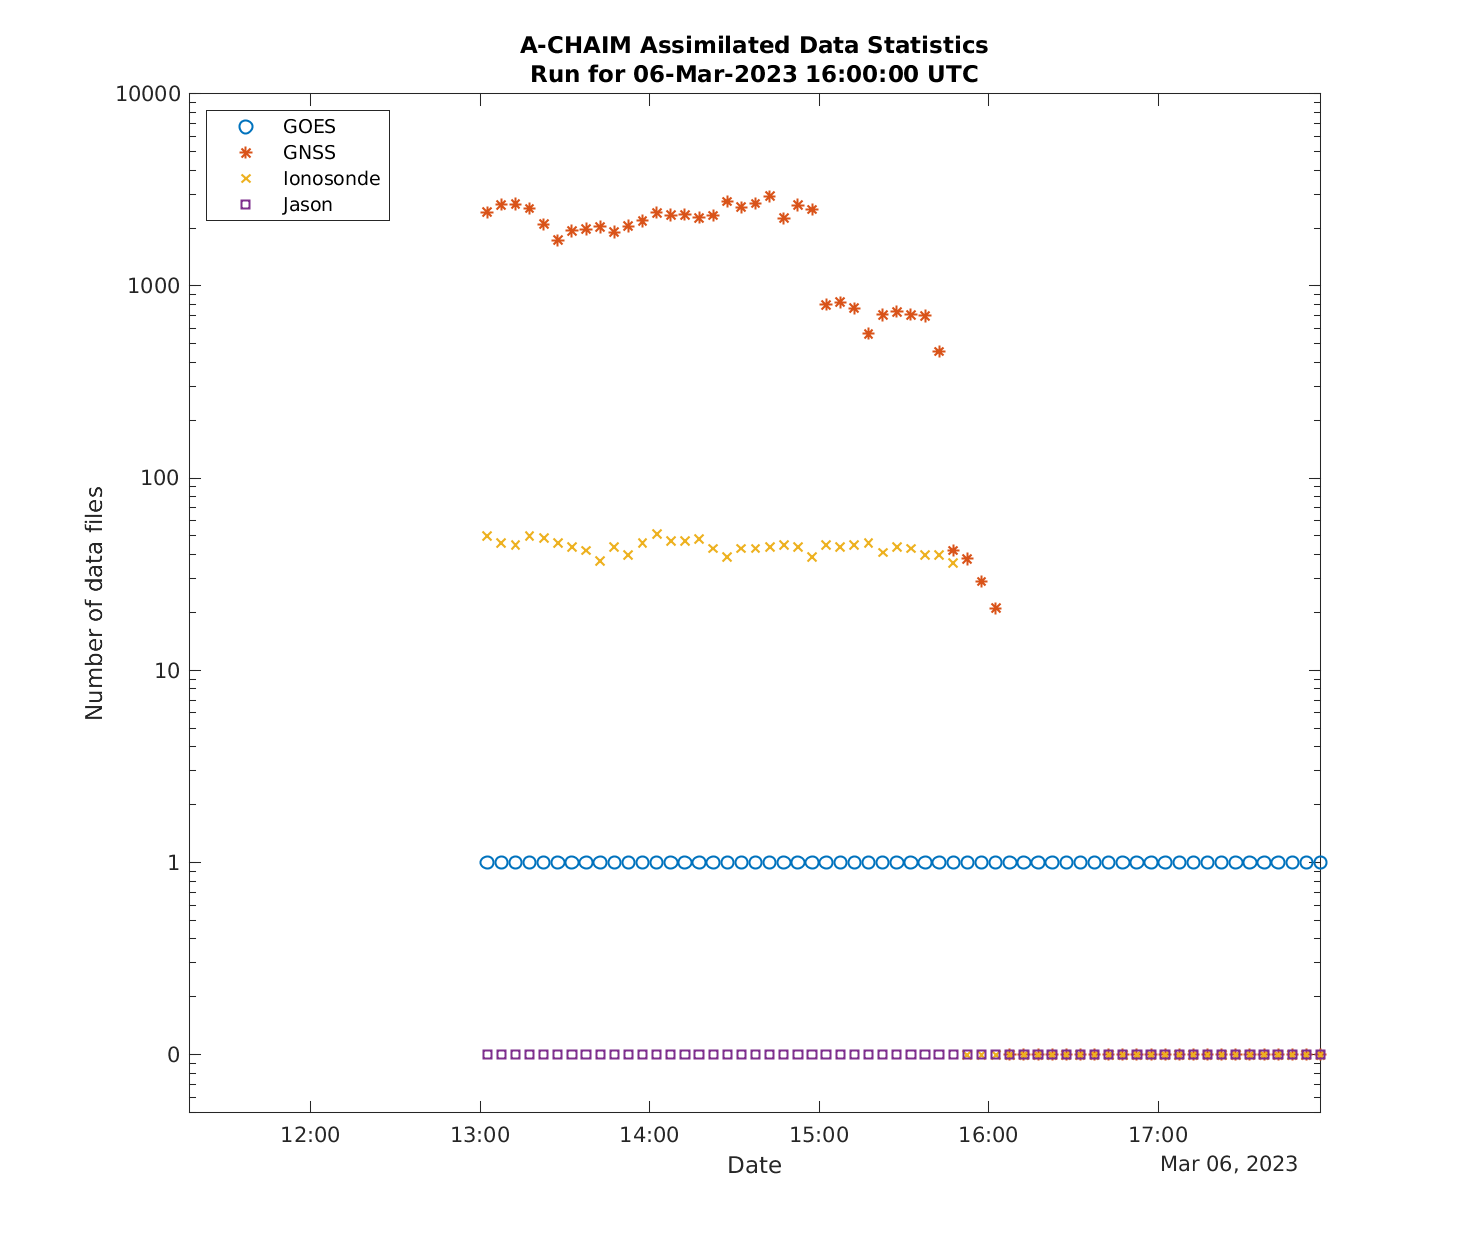 A-CHAIM Assimilated Data Statistics
Run for 06-Mar-2023 16:00:00 UTC
10000
1000
100
10
1
0
GOES
GNSS
Ionosonde
Jason
Number of data files
12:00 13:00 14:00 15:00 16:00 17:00
Date
Mar 06, 2023